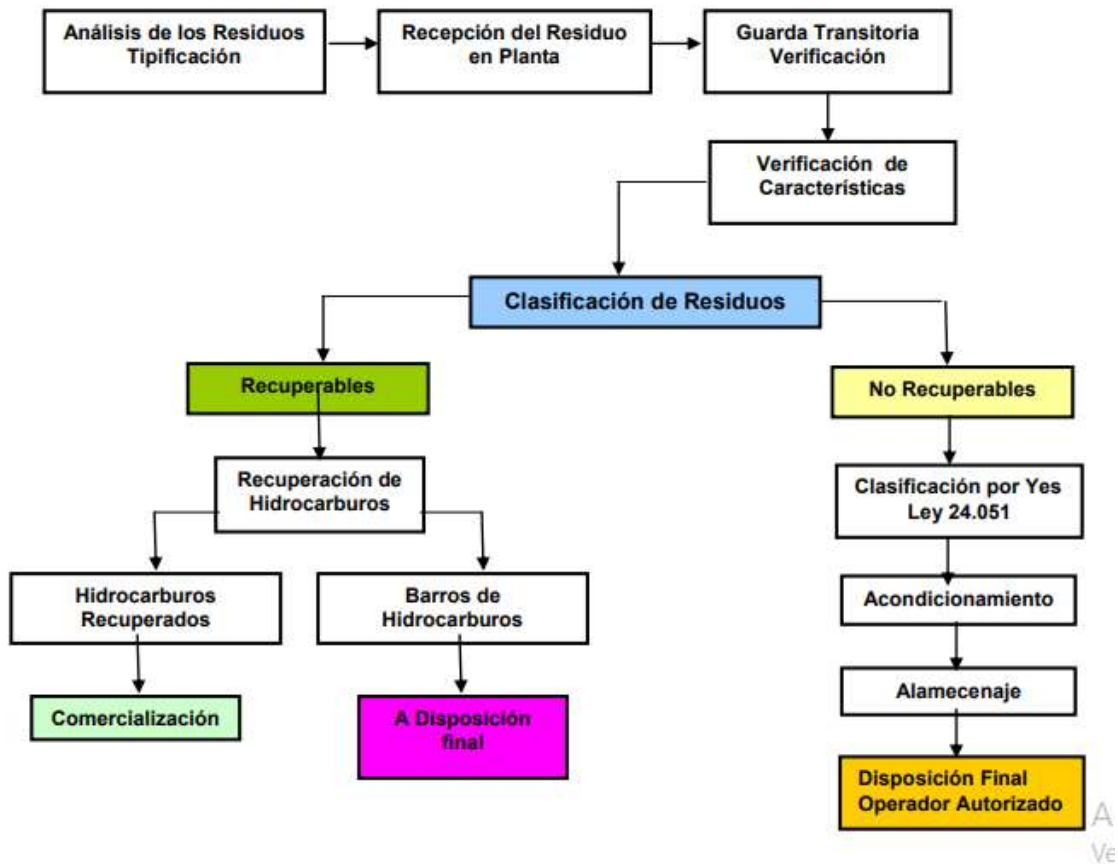 Análisis de los Residuos
Tipificación
Recepción del Residuo
en Planta
Guarda Transitoria
Verificación
Verificación de
Características
Clasificación de Residuos
Recuperables
No Recuperables
Recuperación de
Hidrocarburos
Clasificación por Yes
Ley 24.051
Hidrocarburos
Recuperados
Barros de
Hidrocarburos
Acondicionamiento
Alamecenaje
Comercialización
A Disposición
final
Disposición Final
Operador Autorizado
A
Ve